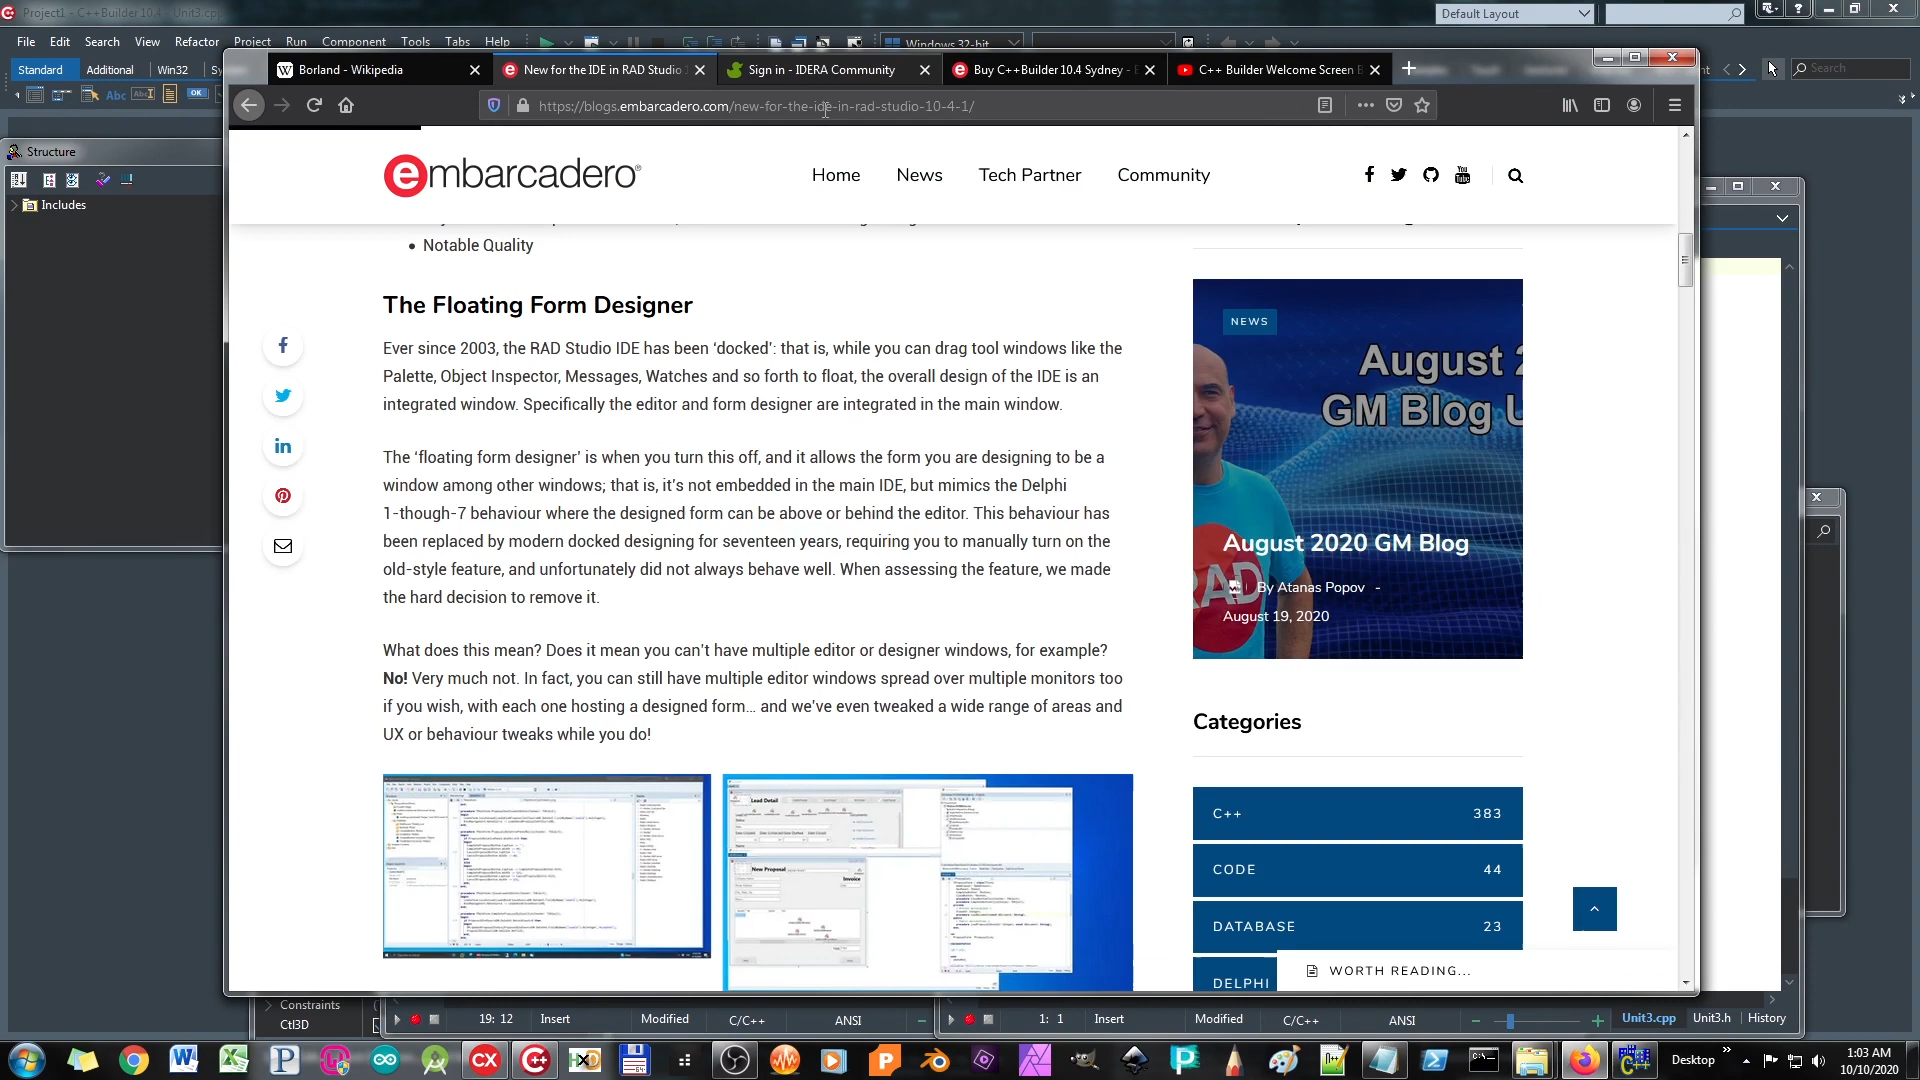 Project1 - C++Builder 10.4 - Unit3.cpp
Default Layout
File Edit Search View Refactor Project Run Component Tools Tabs Help
Windows 32-bit
Standard Additional Win32
Search
Borland - Wikipedia
New for the IDE in RAD Studio 1
Sign in - IDERA Community
Buy C++Builder 10.4 Sydney - E
C++ Builder Welcome Screen B
Abc
OK
https://blogs.embarcadero.com/new-for-the-ide-in-rad-studio-10-4-1/
Structure
Includes
embarcadero®
Home News Tech Partner Community
Notable Quality
The Floating Form Designer
Ever since 2003, the RAD Studio IDE has been ‘docked’: that is, while you can drag tool windows like the
Palette, Object Inspector, Messages, Watches and so forth to float, the overall design of the IDE is an
integrated window. Specifically the editor and form designer are integrated in the main window.
The ‘floating form designer’ is when you turn this off, and it allows the form you are designing to be a
window among other windows; that is, it’s not embedded in the main IDE, but mimics the Delphi
1-though-7 behaviour where the designed form can be above or behind the editor. This behaviour has
been replaced by modern docked designing for seventeen years, requiring you to manually turn on the
old-style feature, and unfortunately did not always behave well. When assessing the feature, we made
the hard decision to remove it.
What does this mean? Does it mean you can’t have multiple editor or designer windows, for example?
No! Very much not. In fact, you can still have multiple editor windows spread over multiple monitors too
if you wish, with each one hosting a designed form… and we’ve even tweaked a wide range of areas and
UX or behaviour tweaks while you do!
Lead Detail
New Proposal
Invoice
NEWS
August 2
GM Blog U
RAD
August 2020 GM Blog
By Atanas Popov -
August 19, 2020
Categories
C++ 383
CODE 44
DATABASE 23
DELPHI
WORTH READING...
Constraints
Ctl3D
19: 12 Insert Modified C/C++ ANSI
1: 1 Insert Modified C/C++ ANSI
Unit3.cpp Unit3.h History
Desktop
1:03 AM
10/10/2020